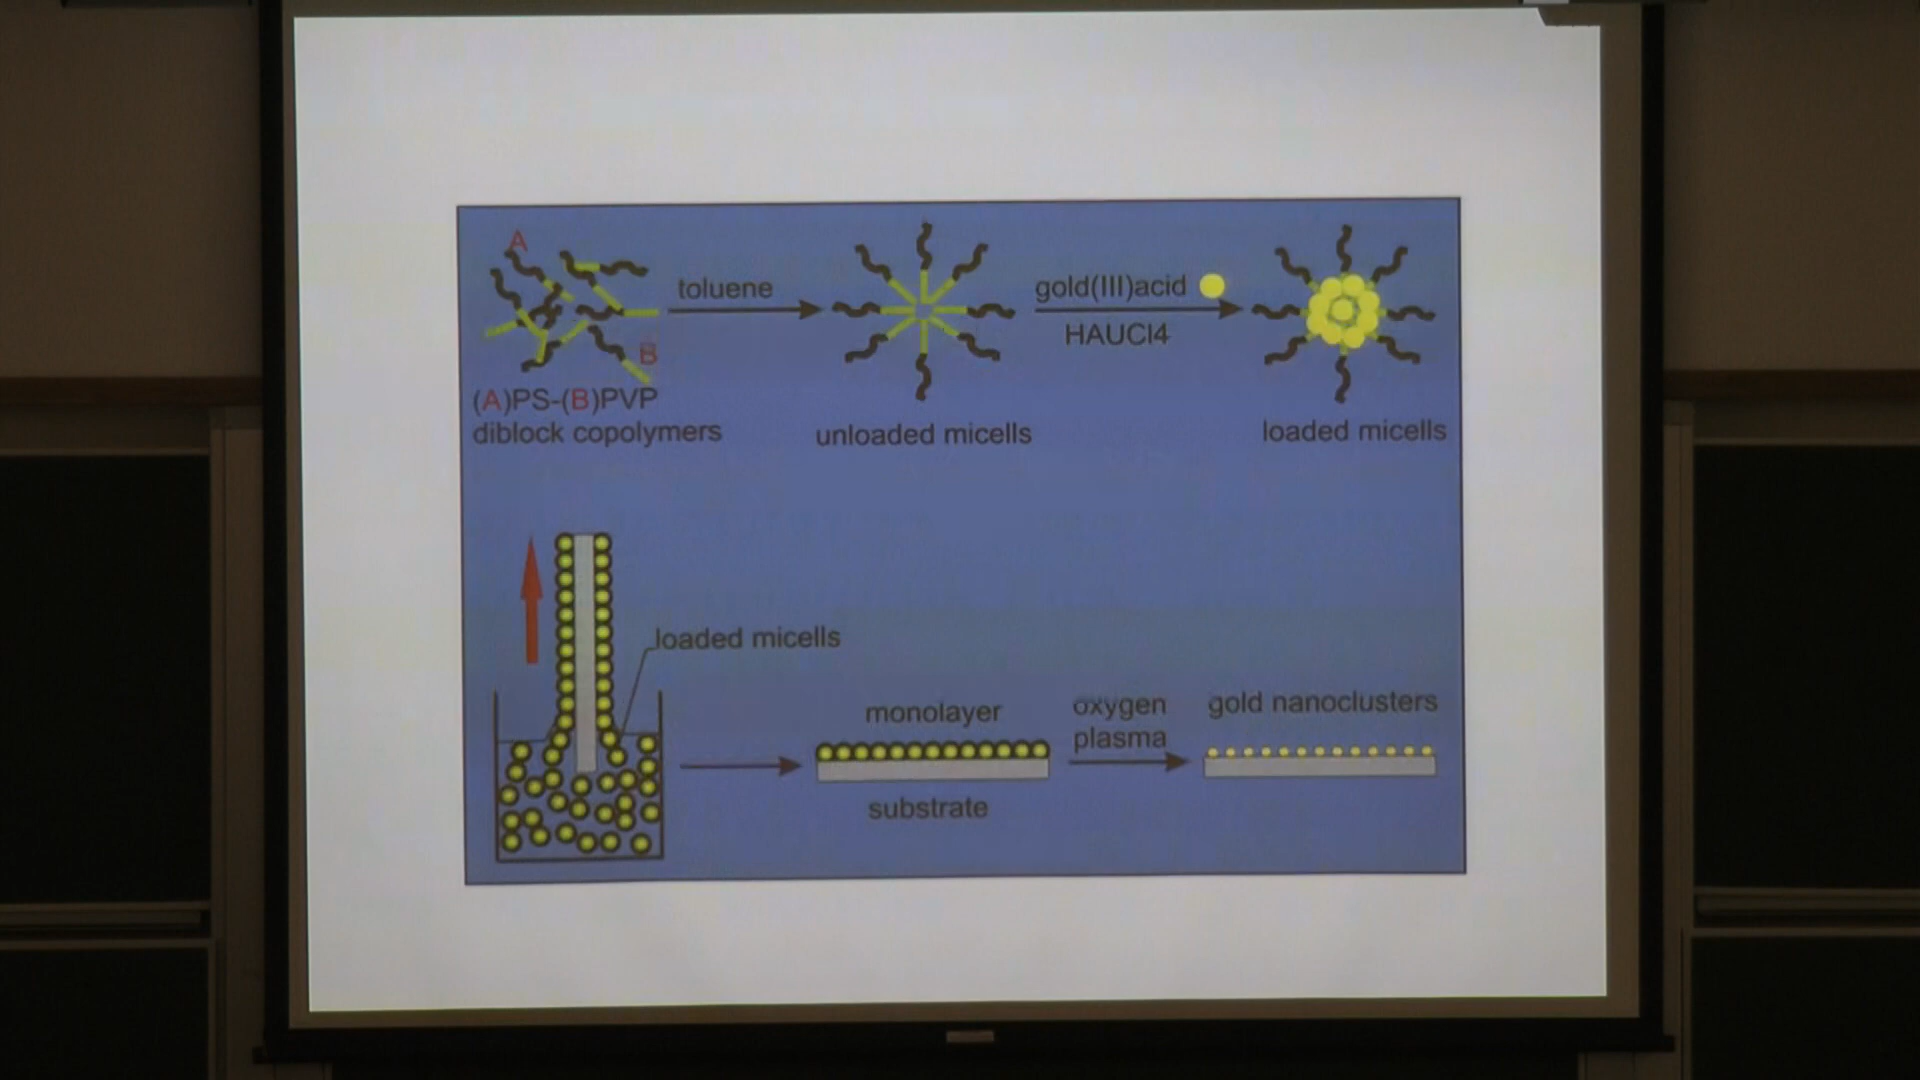 A
toluene
gold(III)acid
HAUCl4
B
(A)PS-(B)PVP
diblock copolymers
unloaded micells
loaded micells
loaded micells
monolayer
oxygen
plasma
gold nanoclusters
substrate